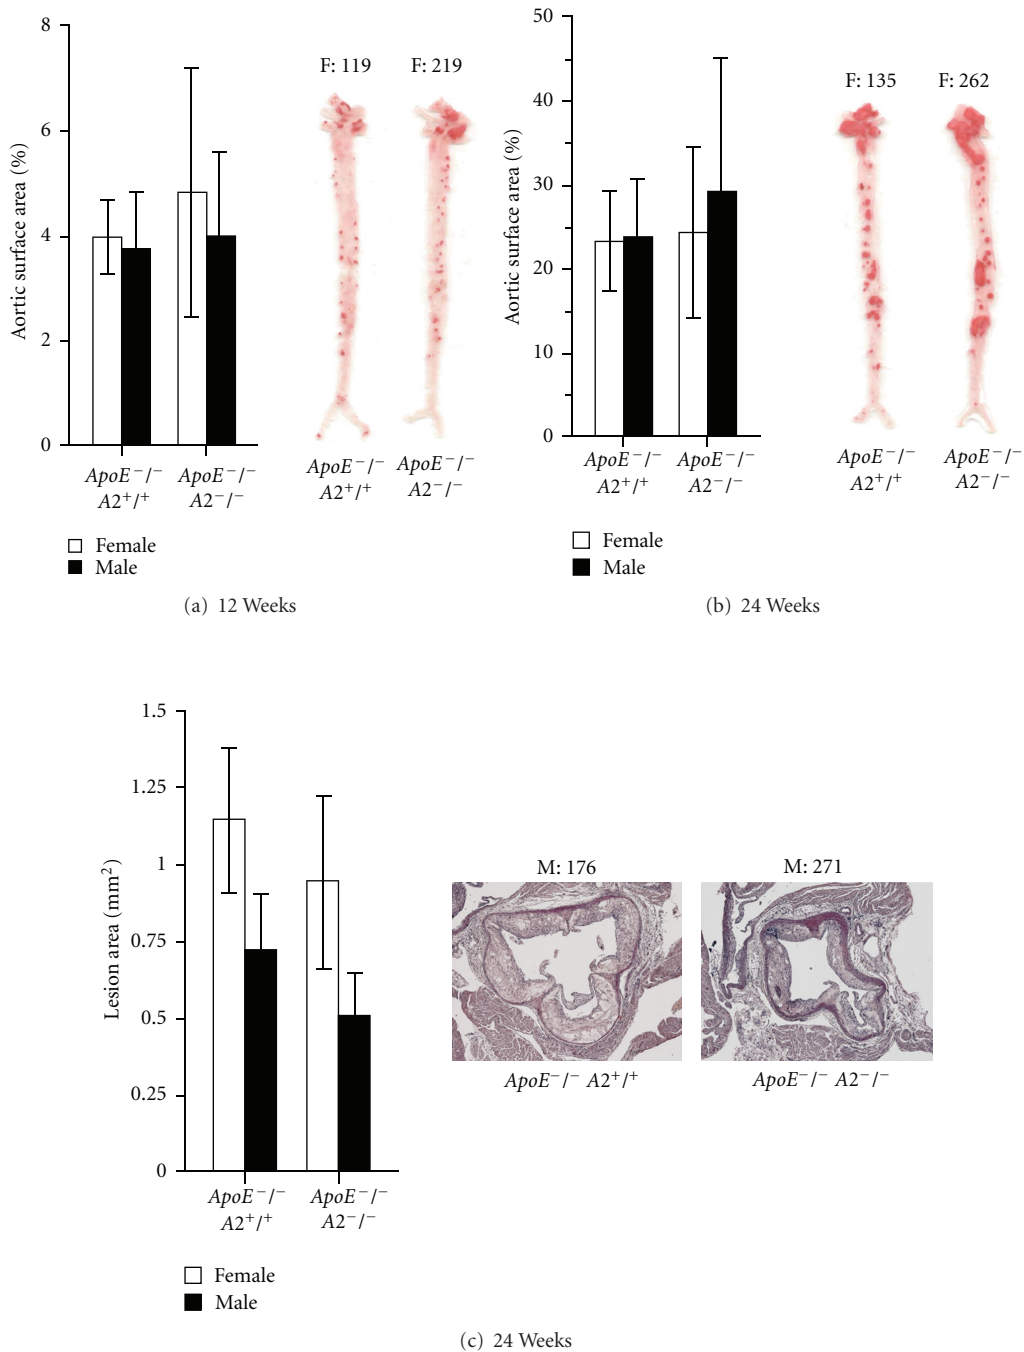 8
6
4
2
0
Aortic surface area (%)
F: 119 F: 219
ApoE⁻/⁻ ApoE⁻/⁻ ApoE⁻/⁻ ApoE⁻/⁻
A2⁺/⁺ A2⁻/⁻ A2⁺/⁺ A2⁻/⁻
Female
Male
(a) 12 Weeks
50
40
30
20
10
0
Aortic surface area (%)
F: 135 F: 262
ApoE⁻/⁻ ApoE⁻/⁻ ApoE⁻/⁻ ApoE⁻/⁻
A2⁺/⁺ A2⁻/⁻ A2⁺/⁺ A2⁻/⁻
Female
Male
(b) 24 Weeks
1.5
1.25
1
0.75
0.5
0.25
0
Lesion area (mm²)
M: 176 M: 271
ApoE⁻/⁻ A2⁺/⁺ ApoE⁻/⁻ A2⁻/⁻
ApoE⁻/⁻ ApoE⁻/⁻
A2⁺/⁺ A2⁻/⁻
Female
Male
(c) 24 Weeks